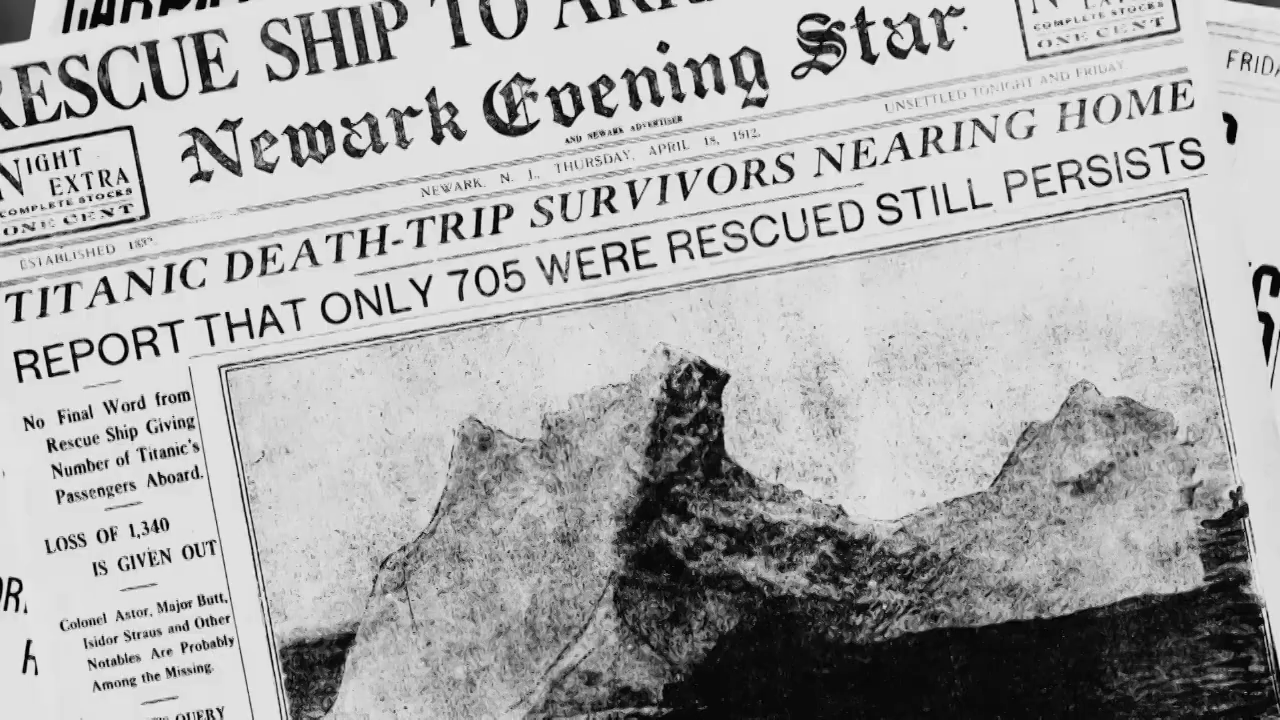 RESCUE SHIP TO
Newark Evening Star
AND NEWARK ADVERTISER
COMPLETE STOCKS
ONE CENT
NIGHT
EXTRA
COMPLETE STOCKS
ONE CENT
ESTABLISHED
NEWARK, N. J., THURSDAY, APRIL 18, 1912.
UNSETTLED TONIGHT AND FRIDAY
TITANIC DEATH-TRIP SURVIVORS NEARING HOME
REPORT THAT ONLY 705 WERE RESCUED STILL PERSISTS
No Final Word from
Rescue Ship Giving
Number of Titanic's
Passengers Aboard.
LOSS OF 1,340
IS GIVEN OUT
Colonel Astor, Major Butt,
Isidor Straus and Other
Notables Are Probably
Among the Missing.
QUERY